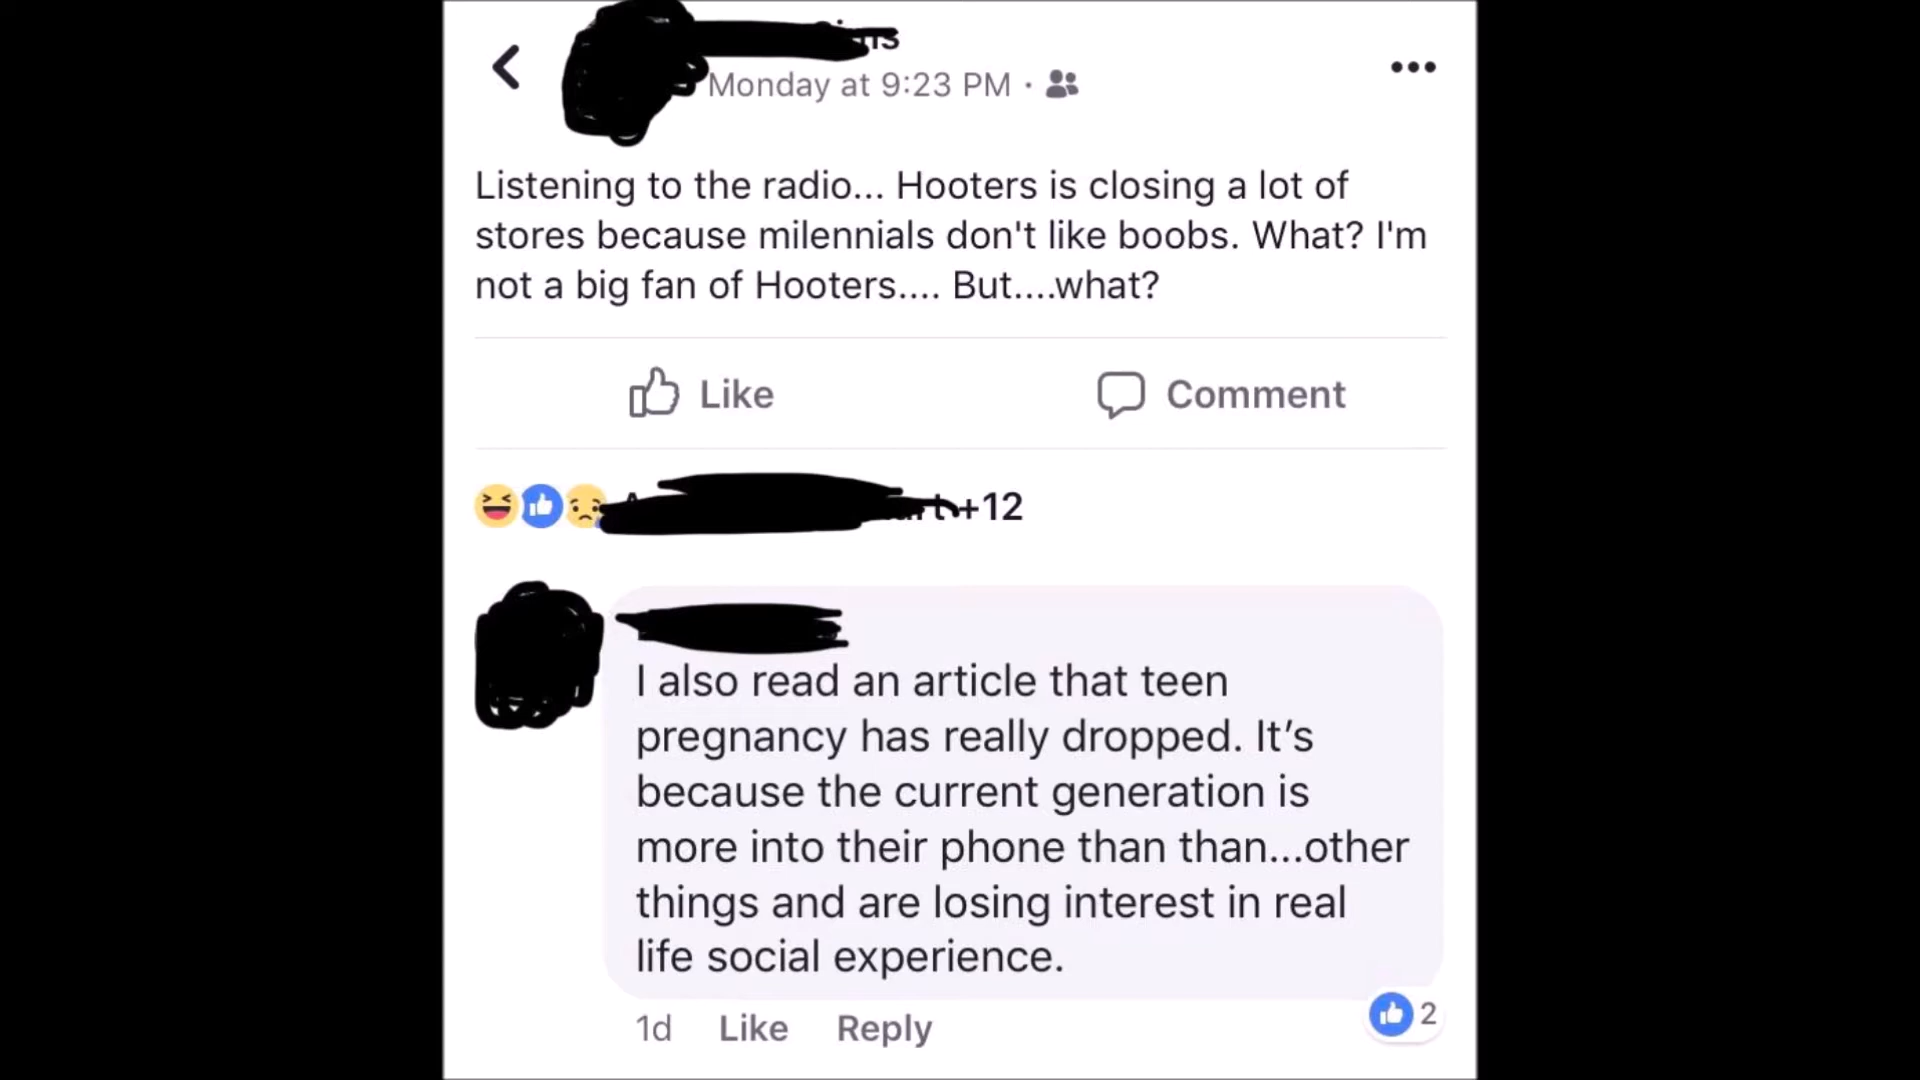 Monday at 9:23 PM ·
Listening to the radio... Hooters is closing a lot of
stores because milennials don't like boobs. What? I'm
not a big fan of Hooters.... But....what?
Like
Comment
+12
I also read an article that teen
pregnancy has really dropped. It’s
because the current generation is
more into their phone than than...other
things and are losing interest in real
life social experience.
1d Like Reply
2